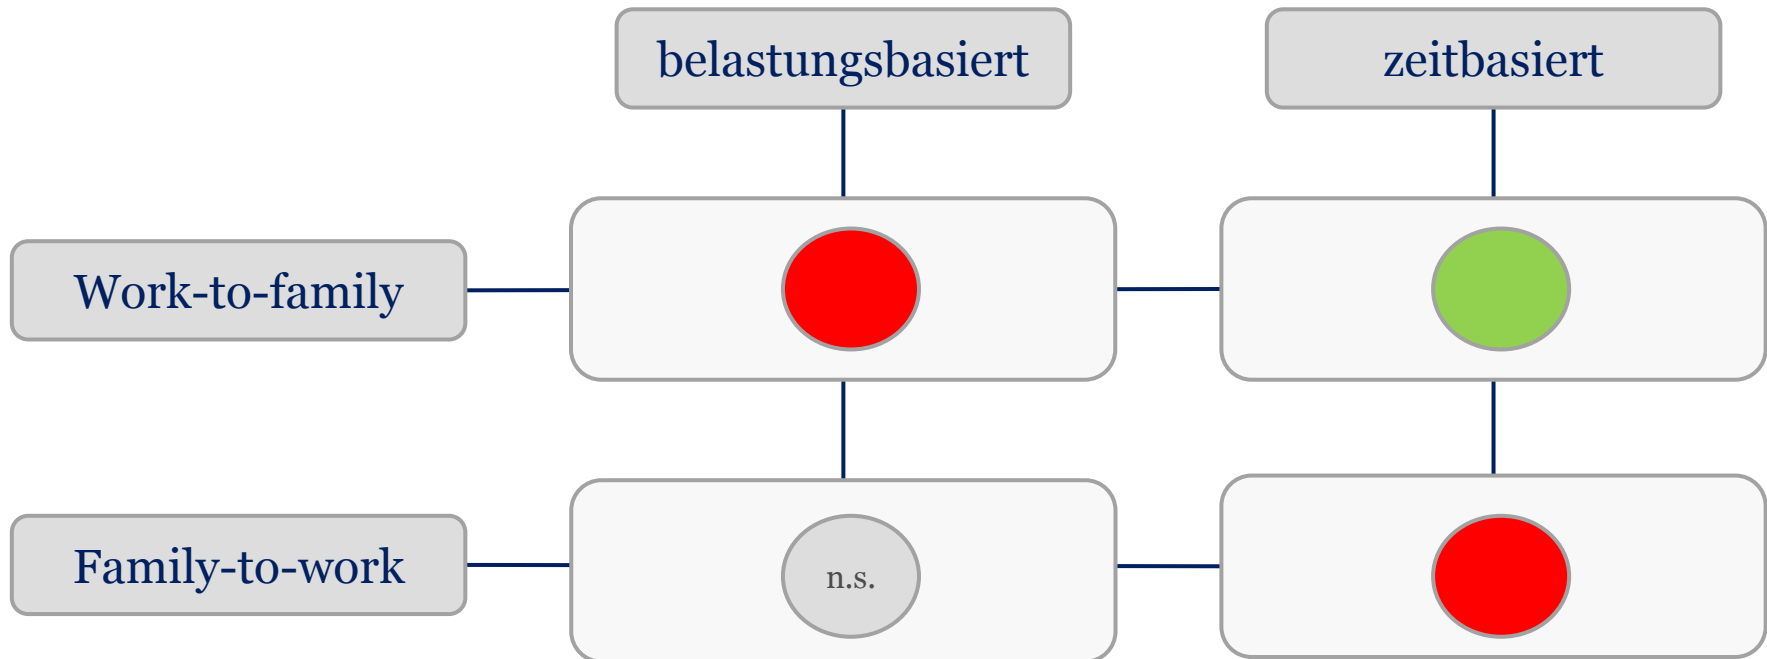 belastungsbasiert
zeitbasiert
Work-to-family
Family-to-work
n.s.